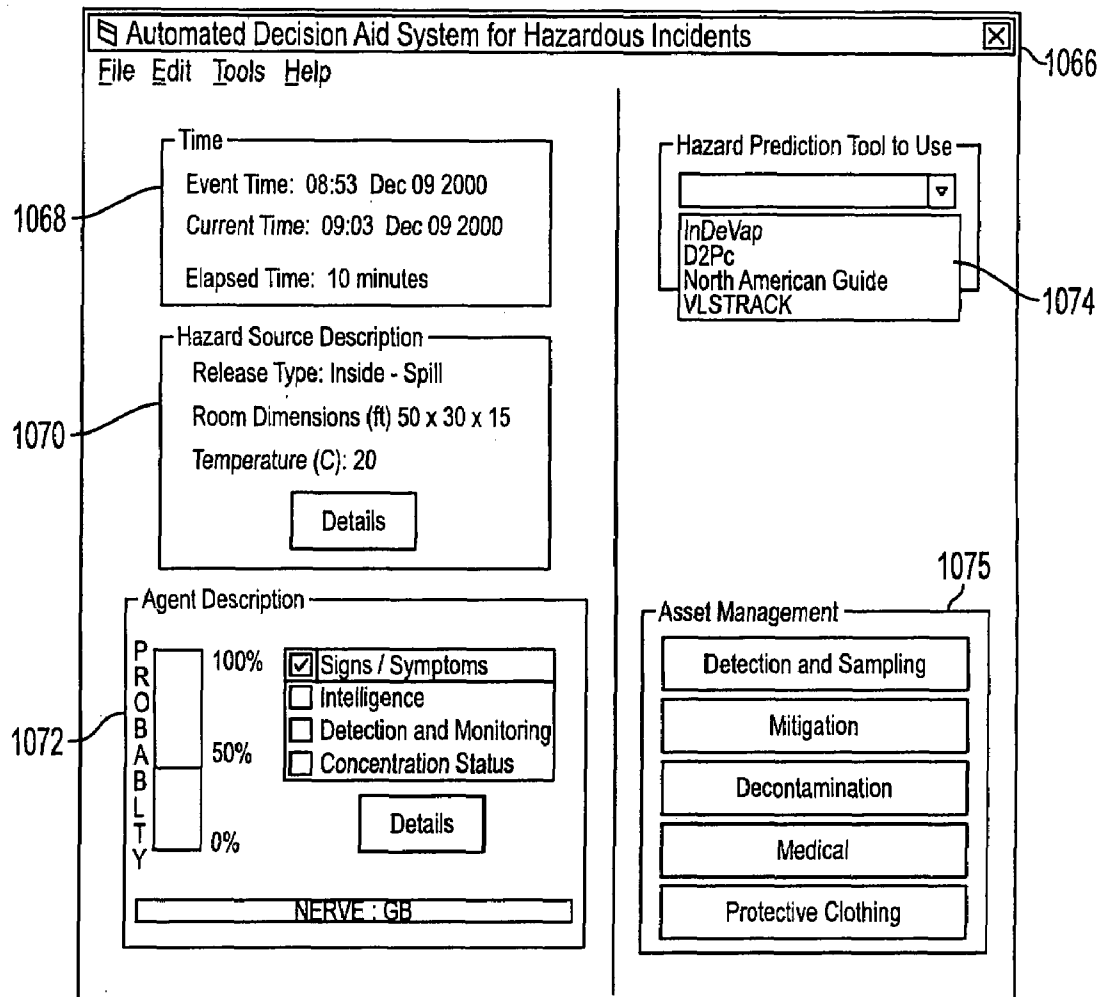 Automated Decision Aid System for Hazardous Incidents
1066
File Edit Tools Help
Time
Event Time: 08:53 Dec 09 2000
Current Time: 09:03 Dec 09 2000
Elapsed Time: 10 minutes
1068
Hazard Source Description
Release Type: Inside - Spill
Room Dimensions (ft) 50 x 30 x 15
Temperature (C): 20
Details
1070
Agent Description
PROBABLTY
100%
50%
0%
Signs / Symptoms
Intelligence
Detection and Monitoring
Concentration Status
Details
NERVE : GB
1072
Hazard Prediction Tool to Use
InDeVap
D2Pc
North American Guide
VLSTRACK
1074
1075
Asset Management
Detection and Sampling
Mitigation
Decontamination
Medical
Protective Clothing